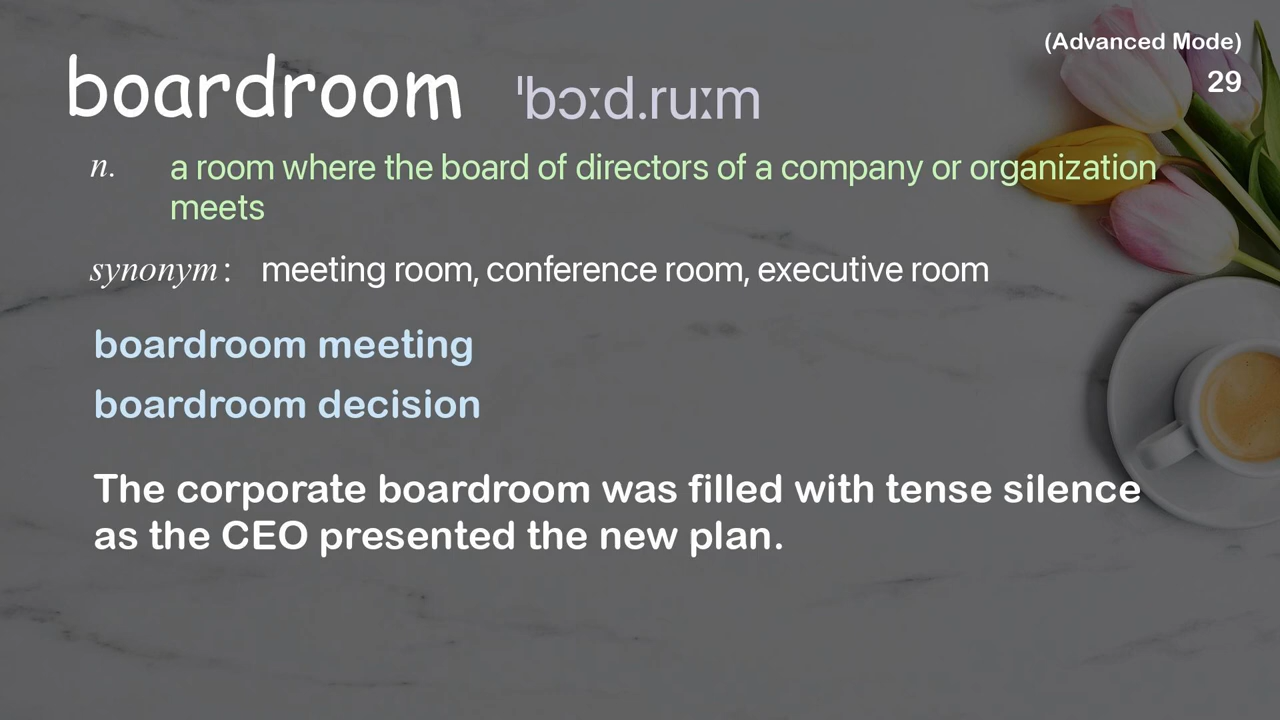 (Advanced Mode)
29
boardroom ˈbɔːd.ruːm
n. a room where the board of directors of a company or organization
meets
synonym: meeting room, conference room, executive room
boardroom meeting
boardroom decision
The corporate boardroom was filled with tense silence
as the CEO presented the new plan.